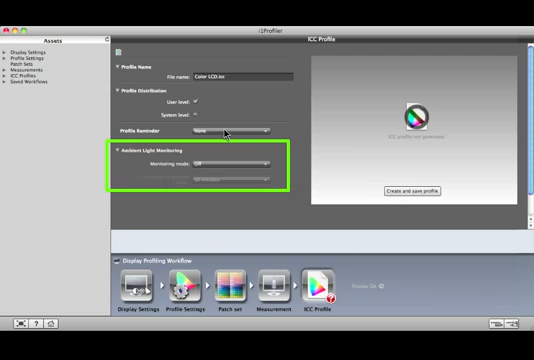 i1Profiler
Assets
ICC Profile
Display Settings
Profile Settings
Patch Sets
Measurements
ICC Profiles
Saved Workflows
Profile Name
File name: Color LCD.icc
Profile Distribution
User level:
System level:
Profile Reminder
None
Ambient Light Monitoring
Monitoring mode: Off
ICC profile not generated
Create and save profile
Display Profiling Workflow
Display Settings
Profile Settings
Patch set
Measurement
ICC Profile
Display QA